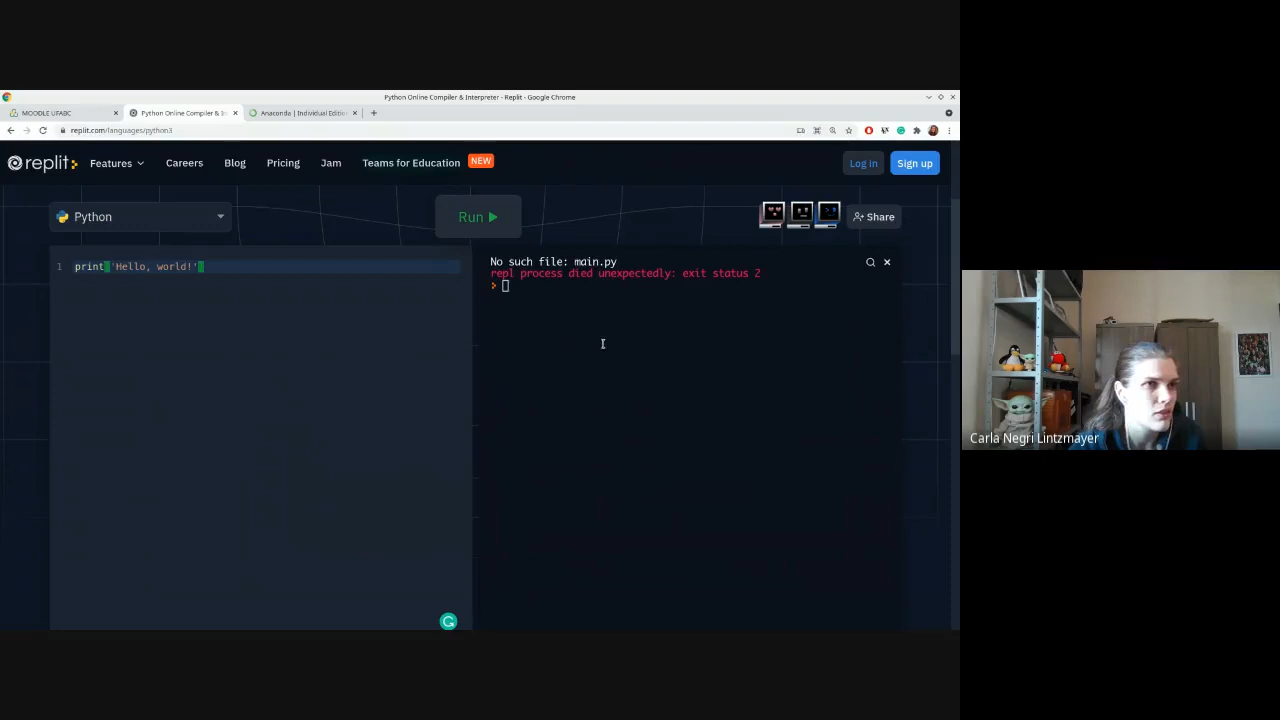 Python Online Compiler & Interpreter - Replit - Google Chrome
MOODLE UFABC
Python Online Compiler & In
Anaconda | Individual Edition
replit.com/languages/python3
replit
Features
Careers
Blog
Pricing
Jam
Teams for Education
NEW
Log in
Sign up
Python
Run
Share
1 print('Hello, world!')
No such file: main.py
repl process died unexpectedly: exit status 2
Carla Negri Lintzmayer